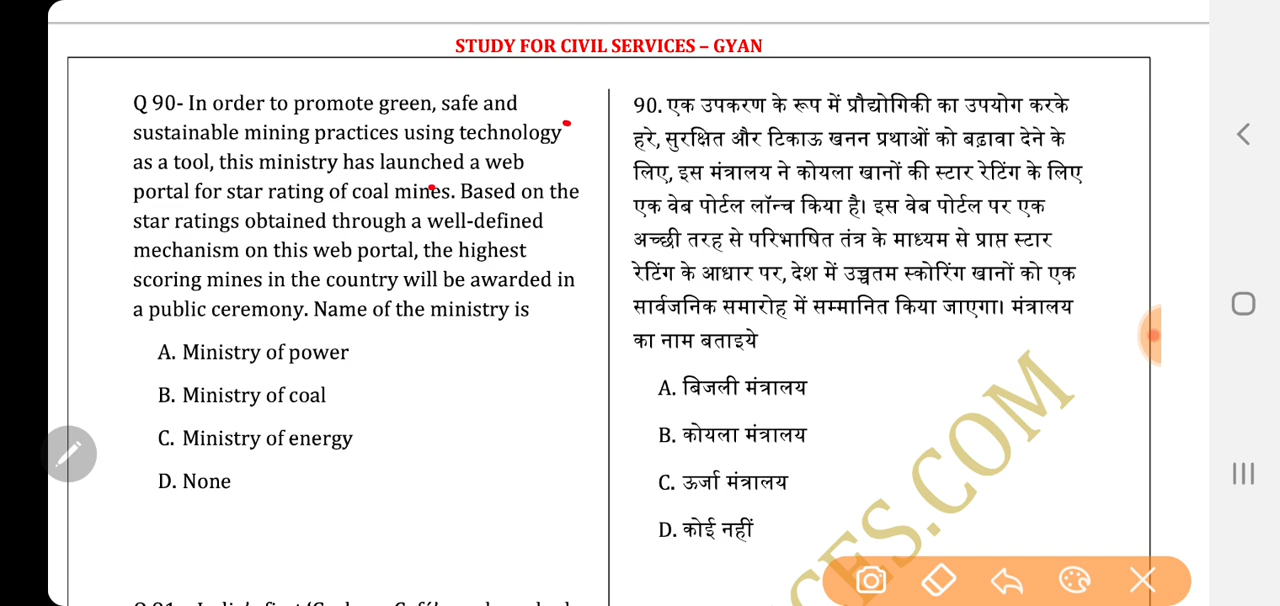 STUDY FOR CIVIL SERVICES – GYAN
Q 90- In order to promote green, safe and
sustainable mining practices using technology
as a tool, this ministry has launched a web
portal for star rating of coal mines. Based on the
star ratings obtained through a well-defined
mechanism on this web portal, the highest
scoring mines in the country will be awarded in
a public ceremony. Name of the ministry is
A. Ministry of power
B. Ministry of coal
C. Ministry of energy
D. None
90. एक उपकरण के रूप में प्रौद्योगिकी का उपयोग करके
हरे, सुरक्षित और टिकाऊ खनन प्रथाओं को बढ़ावा देने के
लिए, इस मंत्रालय ने कोयला खानों की स्टार रेटिंग के लिए
एक वेब पोर्टल लॉन्च किया है। इस वेब पोर्टल पर एक
अच्छी तरह से परिभाषित तंत्र के माध्यम से प्राप्त स्टार
रेटिंग के आधार पर, देश में उच्चतम स्कोरिंग खानों को एक
सार्वजनिक समारोह में सम्मानित किया जाएगा। मंत्रालय
का नाम बताइये
A. बिजली मंत्रालय
B. कोयला मंत्रालय
C. ऊर्जा मंत्रालय
D. कोई नहीं
CES.COM